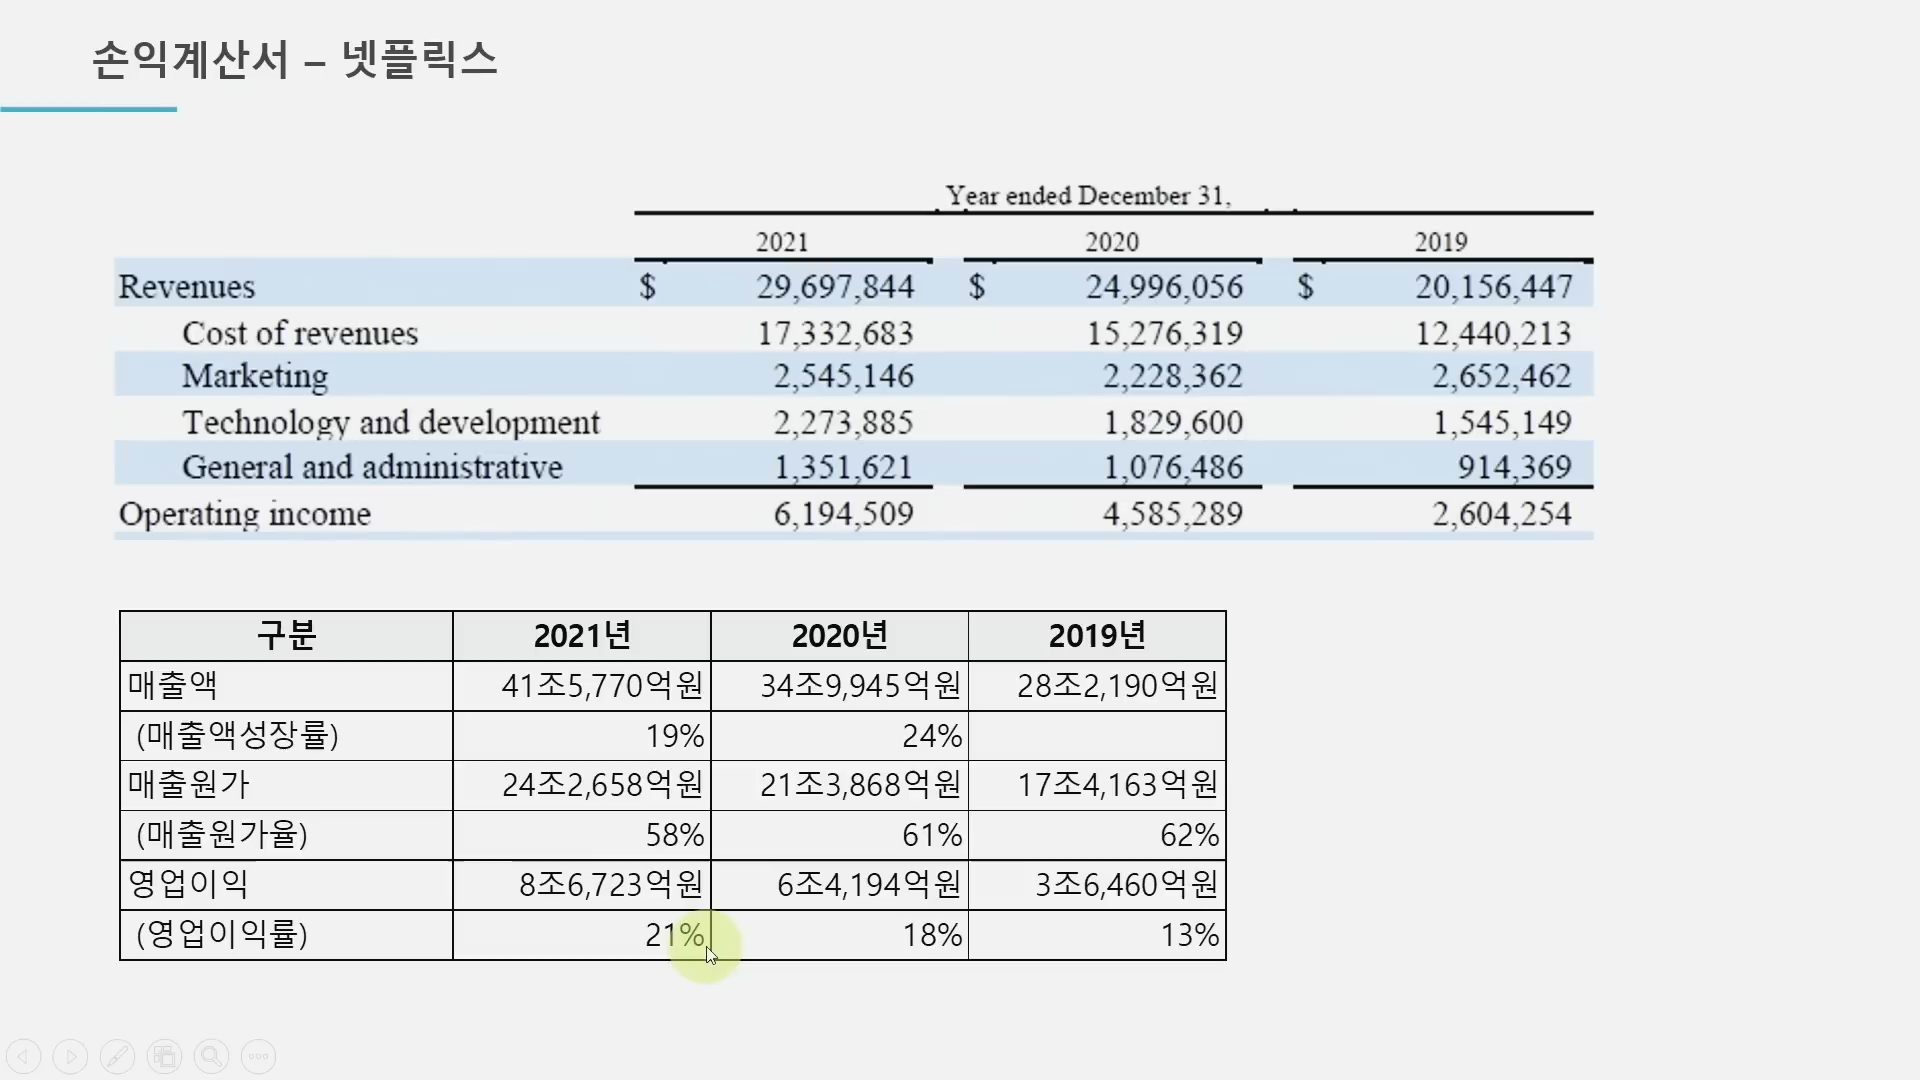 손익계산서 – 넷플릭스
Year ended December 31,
2021 2020 2019
Revenues $ 29,697,844 $ 24,996,056 $ 20,156,447
Cost of revenues 17,332,683 15,276,319 12,440,213
Marketing 2,545,146 2,228,362 2,652,462
Technology and development 2,273,885 1,829,600 1,545,149
General and administrative 1,351,621 1,076,486 914,369
Operating income 6,194,509 4,585,289 2,604,254
구분 2021년 2020년 2019년
매출액 41조5,770억원 34조9,945억원 28조2,190억원
(매출액성장률) 19% 24%
매출원가 24조2,658억원 21조3,868억원 17조4,163억원
(매출원가율) 58% 61% 62%
영업이익 8조6,723억원 6조4,194억원 3조6,460억원
(영업이익률) 21% 18% 13%